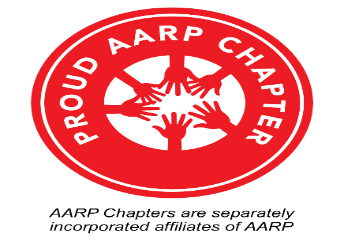 PROUD AARP CHAPTER
AARP Chapters are separately
incorporated affiliates of AARP